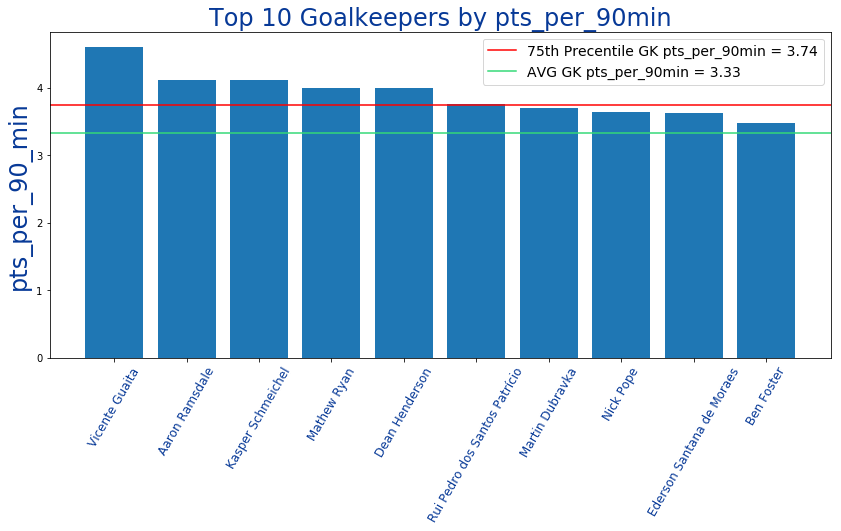 Top 10 Goalkeepers by pts_per_90min
75th Precentile GK pts_per_90min = 3.74
AVG GK pts_per_90min = 3.33
pts_per_90_min
4
3
2
1
0
Vicente Guaita
Aaron Ramsdale
Kasper Schmeichel
Mathew Ryan
Dean Henderson
Rui Pedro dos Santos Patrício
Martin Dubravka
Nick Pope
Ederson Santana de Moraes
Ben Foster